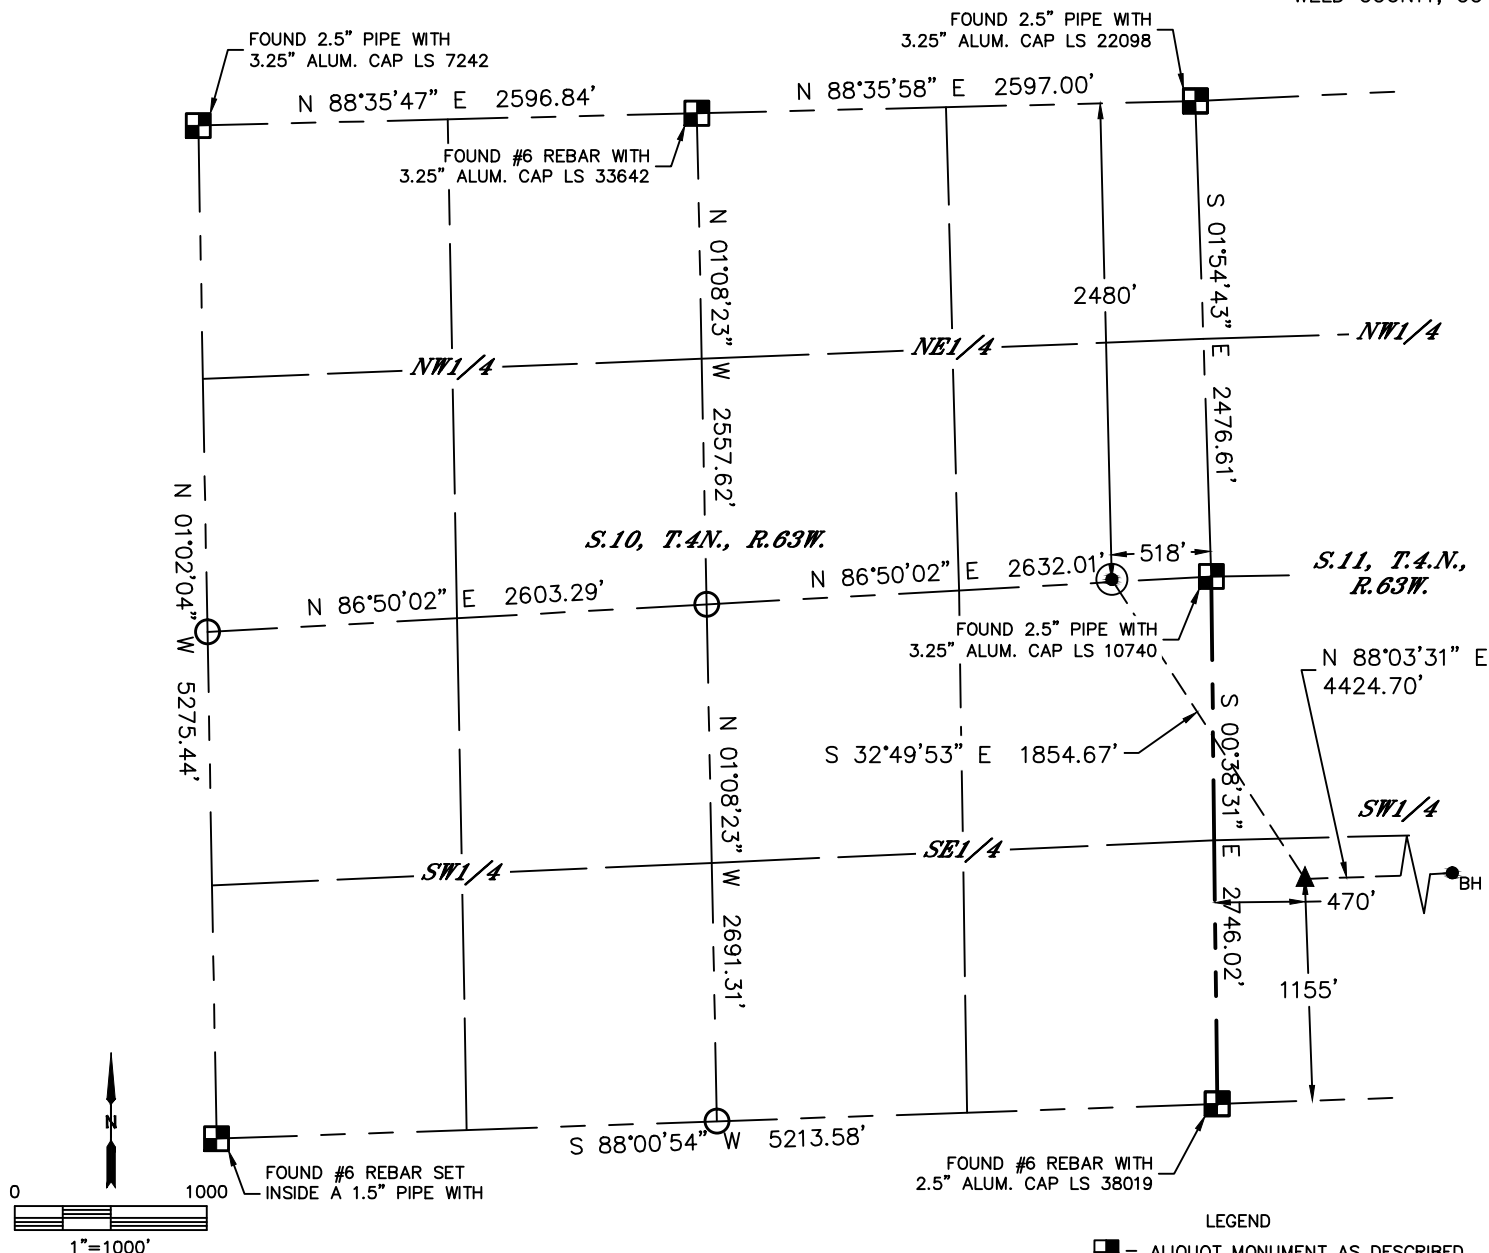 FOUND 2.5" PIPE WITH
3.25" ALUM. CAP LS 7242
FOUND 2.5" PIPE WITH
3.25" ALUM. CAP LS 22098
N 88°35'47" E 2596.84'
N 88°35'58" E 2597.00'
FOUND #6 REBAR WITH
3.25" ALUM. CAP LS 33642
N 01°08'23" W 2557.62'
S 01°54'43" E 2476.61'
2480'
NW1/4
NE1/4
NW1/4
N 01°02'04" W 5275.44'
S.10, T.4N., R.63W.
518'
S.11, T.4.N.,
R.63W.
N 86°50'02" E 2603.29'
N 86°50'02" E 2632.01'
FOUND 2.5" PIPE WITH
3.25" ALUM. CAP LS 10740
N 88°03'31" E
4424.70'
S 32°49'53" E 1854.67'
N 01°08'23" W 2691.31'
S 00°38'31" E 2746.02'
SW1/4
SE1/4
SW1/4
BH
470'
1155'
N
S 88°00'54" W 5213.58'
FOUND #6 REBAR SET
INSIDE A 1.5" PIPE WITH
FOUND #6 REBAR WITH
2.5" ALUM. CAP LS 38019
0 1000
1"=1000'
LEGEND
= ALIQUOT MONUMENT AS DESCRIBED